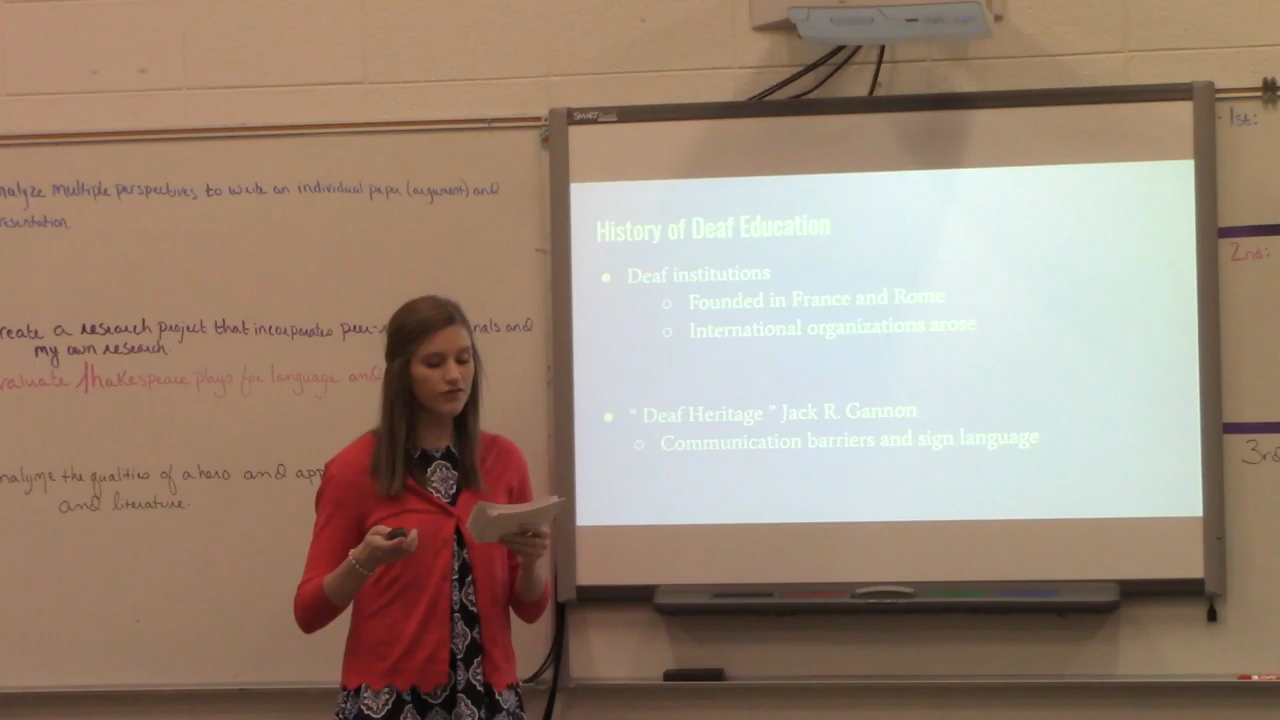 nalyze multiple perspectives to write an individual paper (argument) and
resentation.
reate a research project that incorporates peer- nals and
my own research.
valuate Shakespeare plays for language and
nalyze the qualities of a hero and app
and literature.
SMART
History of Deaf Education
• Deaf institutions
○ Founded in France and Rome
○ International organizations arose
• " Deaf Heritage " Jack R. Gannon
○ Communication barriers and sign language
1st:
2nd:
3rd